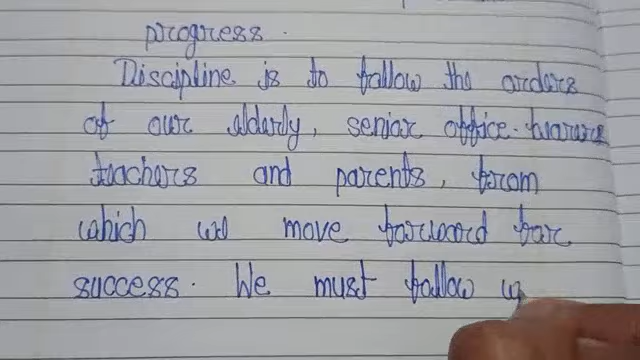 progress.
Discipline is to follow the orders
of our elderly, senior office-
teachers and parents, from
which we move forward for
success. We must follow